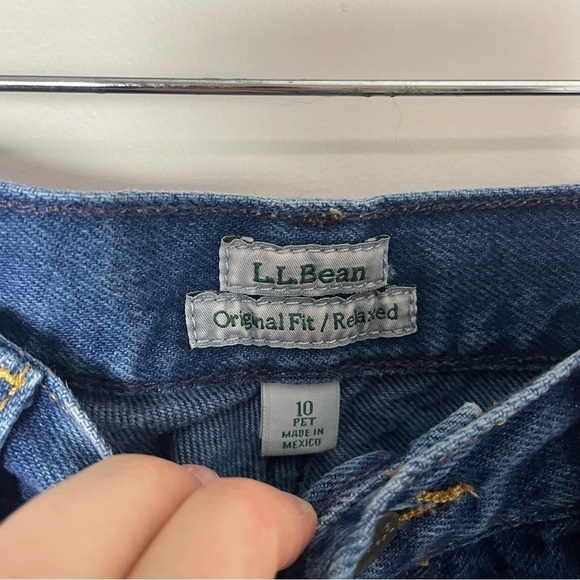 L.L.Bean
Original Fit / Relaxed
10
PET
MADE IN
MEXICO